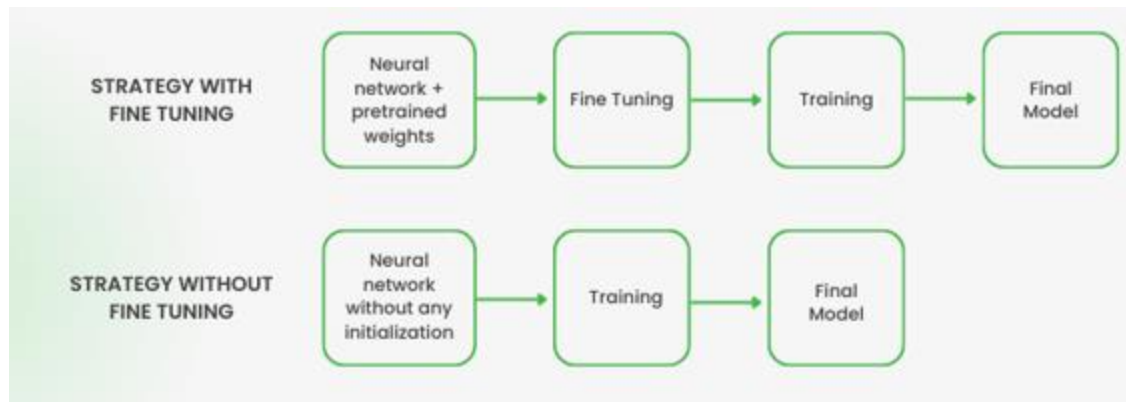 STRATEGY WITH
FINE TUNING
Neural
network +
pretrained
weights
Fine Tuning
Training
Final
Model
STRATEGY WITHOUT
FINE TUNING
Neural
network
without any
initialization
Training
Final
Model